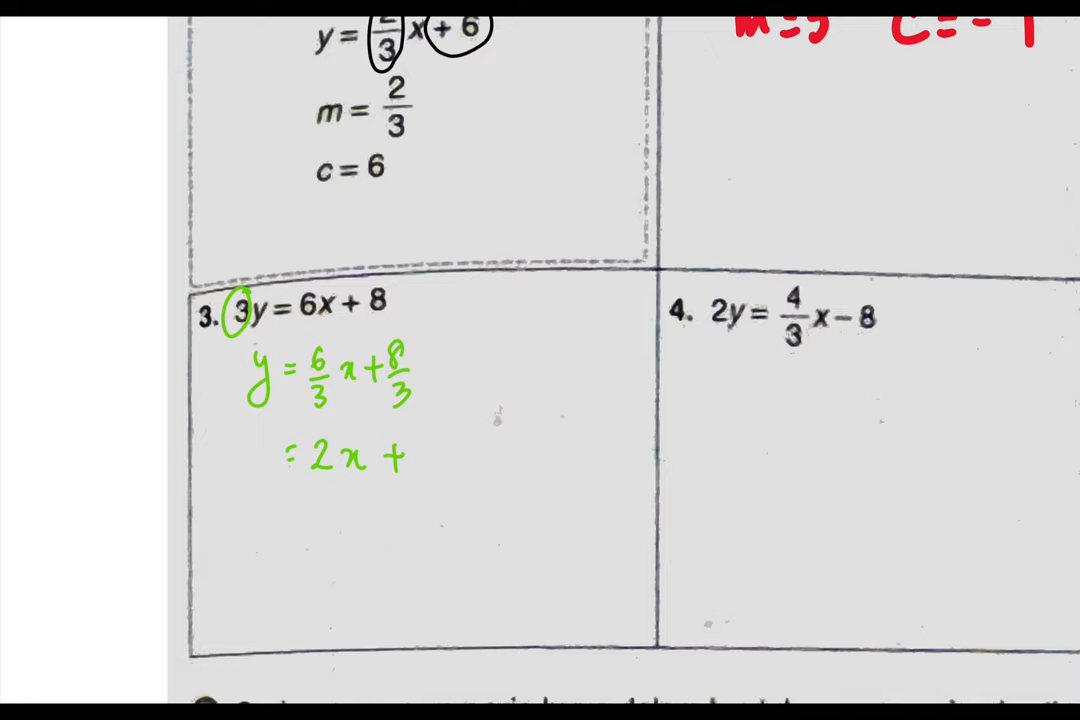 y = 2/3 x + 6
m = 2/3
c = 6
3. 3y = 6x + 8
y = 6/3 x + 8/3
= 2x +
4. 2y = 4/3 x – 8